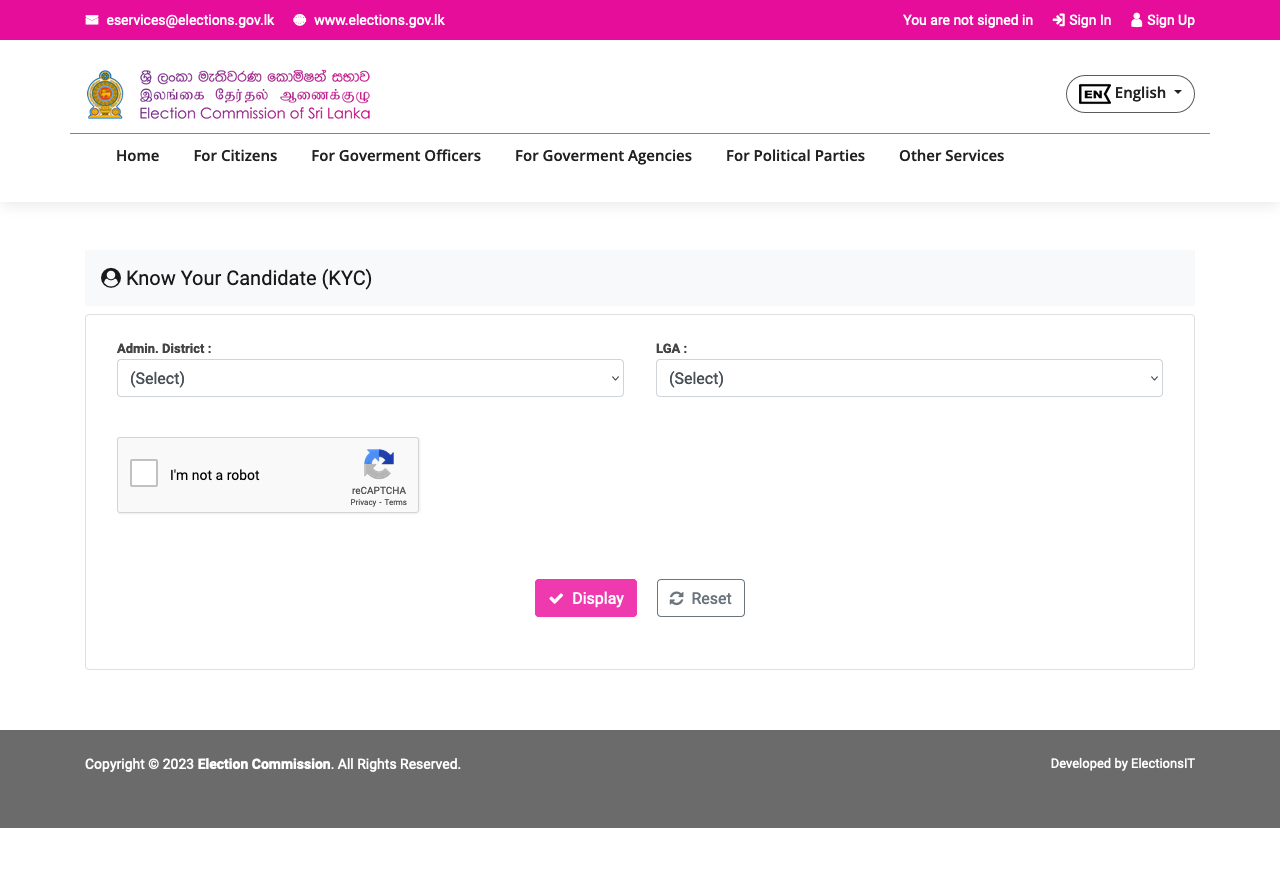 eservices@elections.gov.lk www.elections.gov.lk You are not signed in Sign In Sign Up
ශ්‍රී ලංකා මැතිවරණ කොමිෂන් සභාව
இலங்கை தேர்தல் ஆணைக்குழு
Election Commission of Sri Lanka
EN English
Home For Citizens For Goverment Officers For Goverment Agencies For Political Parties Other Services
Know Your Candidate (KYC)
Admin. District : LGA :
(Select) (Select)
I'm not a robot
reCAPTCHA
Privacy - Terms
Display Reset
Copyright © 2023 Election Commission. All Rights Reserved. Developed by ElectionsIT